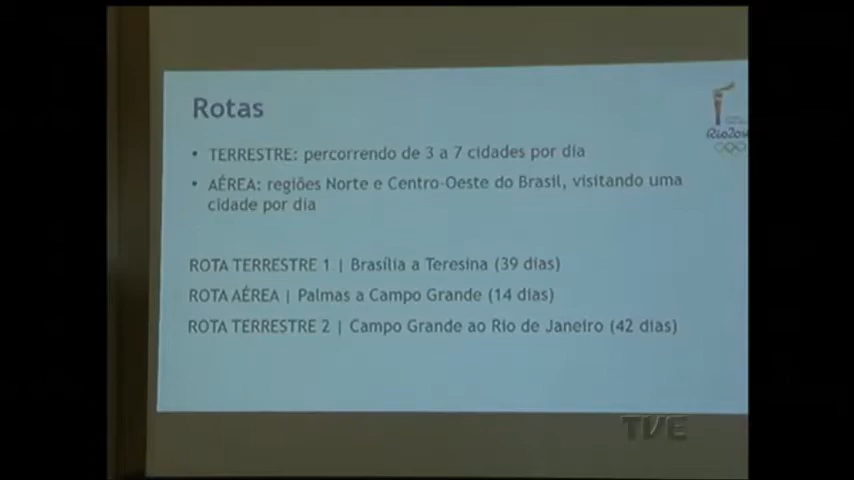 Rotas
• TERRESTRE: percorrendo de 3 a 7 cidades por dia
• AÉREA: regiões Norte e Centro-Oeste do Brasil, visitando uma
cidade por dia
ROTA TERRESTRE 1 | Brasília a Teresina (39 dias)
ROTA AÉREA | Palmas a Campo Grande (14 dias)
ROTA TERRESTRE 2 | Campo Grande ao Rio de Janeiro (42 dias)
TVE